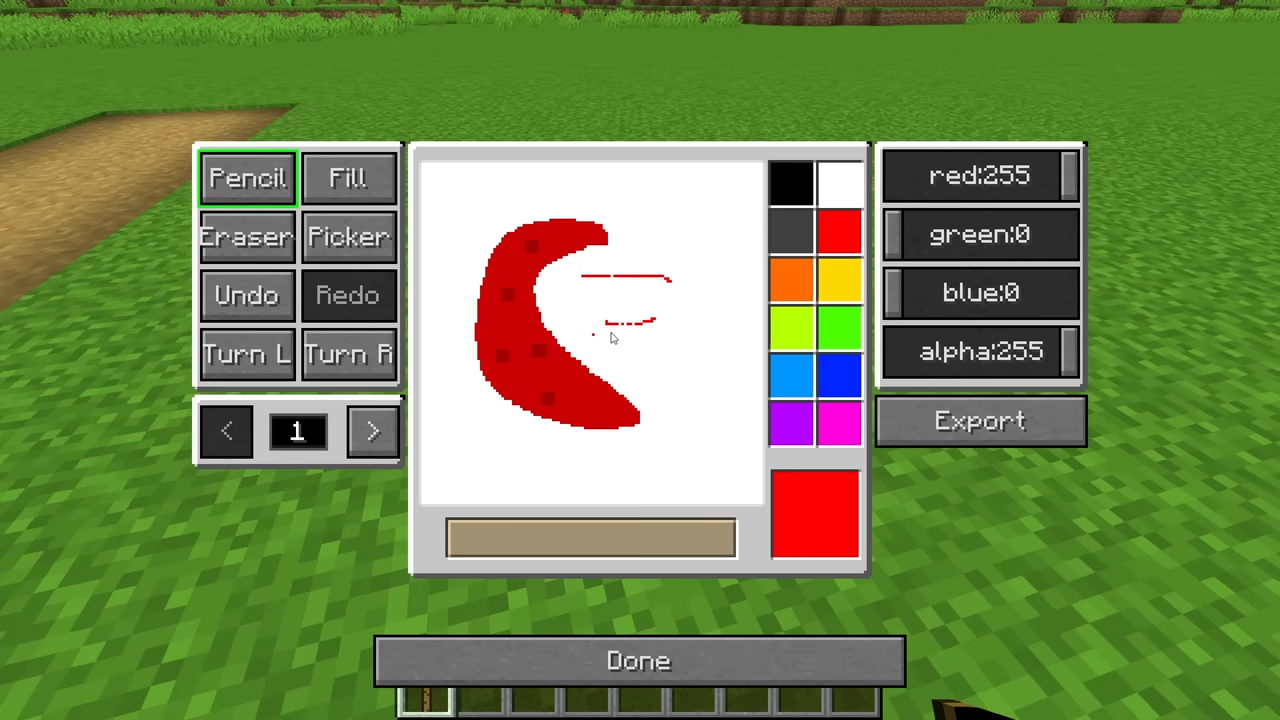 Pencil Fill
Eraser Picker
Undo Redo
Turn L Turn R
< 1 >
red:255
green:0
blue:0
alpha:255
Export
Done